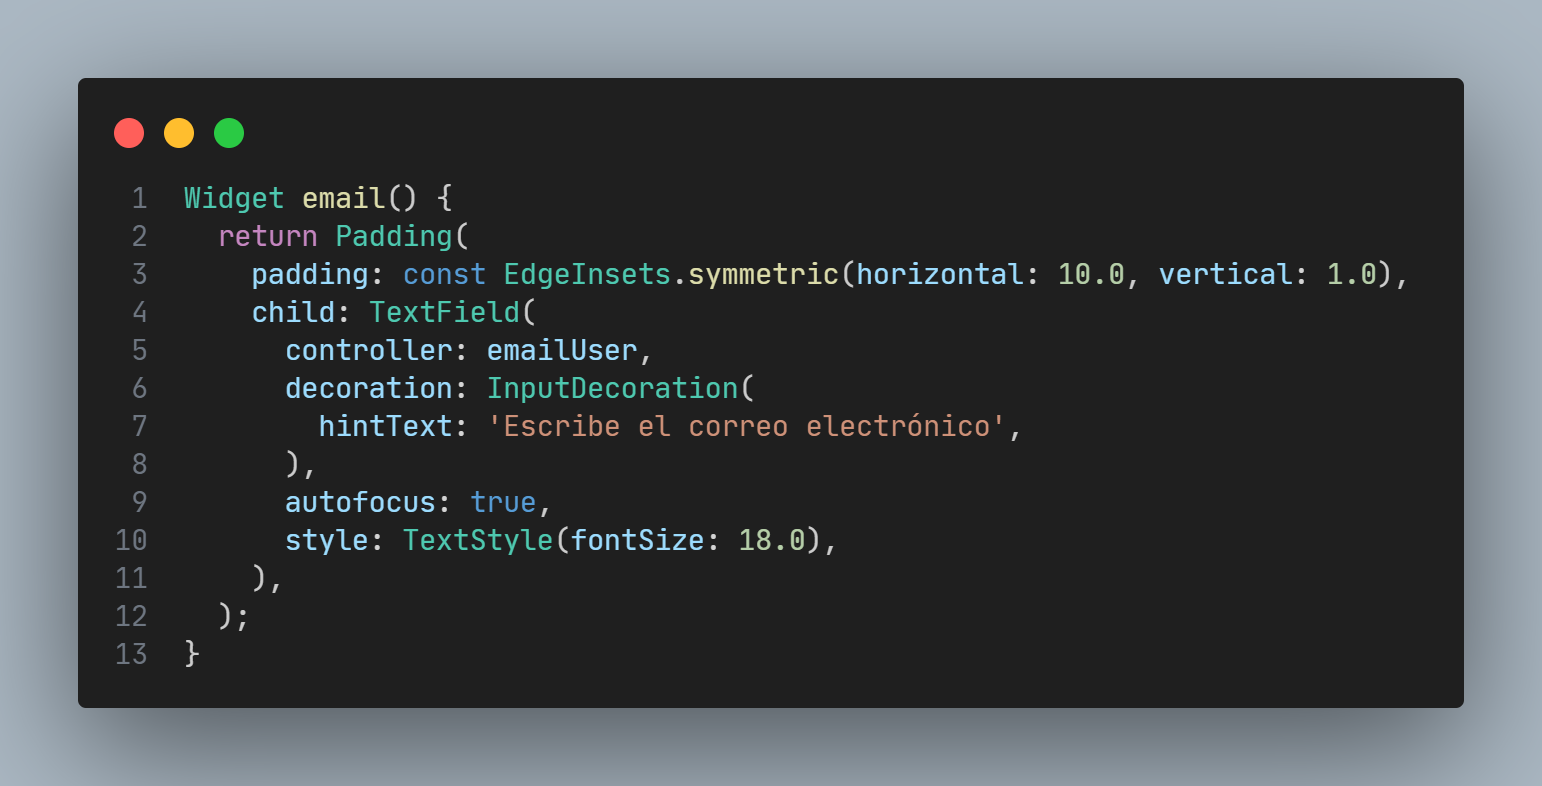 1 Widget email() {
2   return Padding(
3     padding: const EdgeInsets.symmetric(horizontal: 10.0, vertical: 1.0),
4     child: TextField(
5       controller: emailUser,
6       decoration: InputDecoration(
7         hintText: 'Escribe el correo electrónico',
8       ),
9       autofocus: true,
10       style: TextStyle(fontSize: 18.0),
11     ),
12   );
13 }